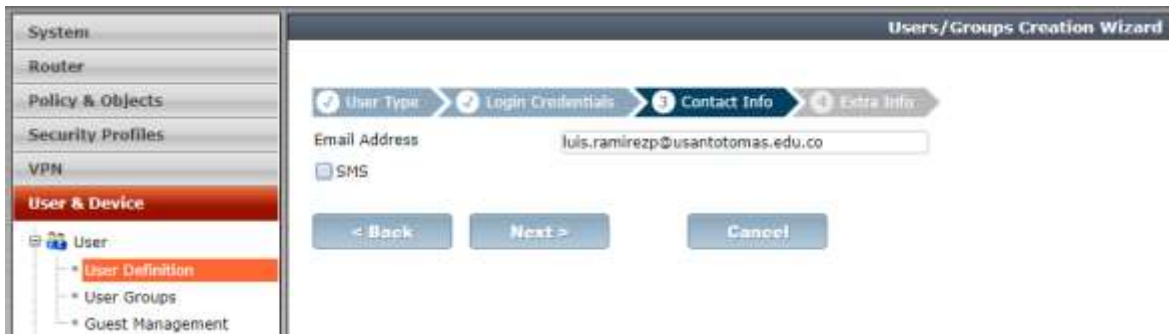 System
Router
Policy & Objects
Security Profiles
VPN
User & Device
User
User Definition
User Groups
Guest Management
Users/Groups Creation Wizard
User Type
Login Credentials
3 Contact Info
4 Extra Info
Email Address
luis.ramirezp@usantotomas.edu.co
SMS
< Back
Next >
Cancel